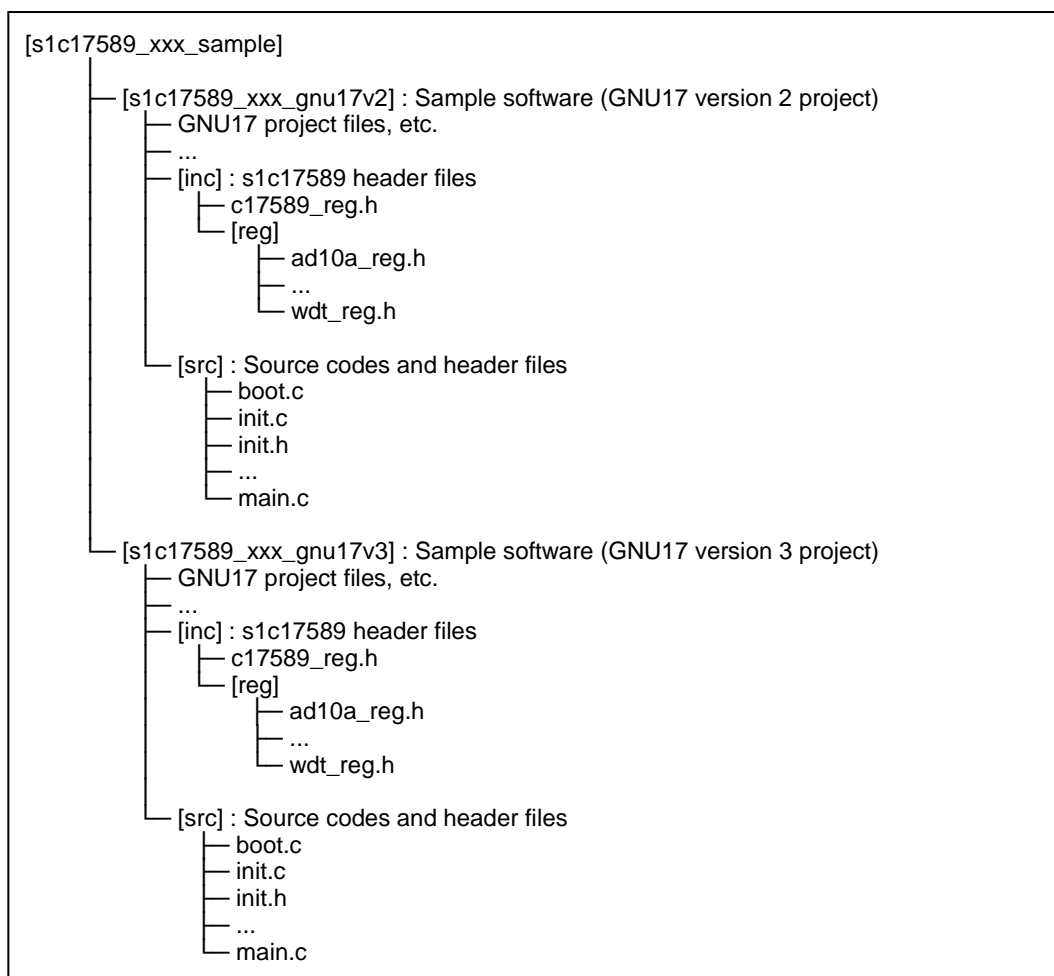 [s1c17589_xxx_sample]
[s1c17589_xxx_gnu17v2] : Sample software (GNU17 version 2 project)
GNU17 project files, etc.
...
[inc] : s1c17589 header files
c17589_reg.h
[reg]
ad10a_reg.h
...
wdt_reg.h
[src] : Source codes and header files
boot.c
init.c
init.h
...
main.c
[s1c17589_xxx_gnu17v3] : Sample software (GNU17 version 3 project)
GNU17 project files, etc.
...
[inc] : s1c17589 header files
c17589_reg.h
[reg]
ad10a_reg.h
...
wdt_reg.h
[src] : Source codes and header files
boot.c
init.c
init.h
...
main.c